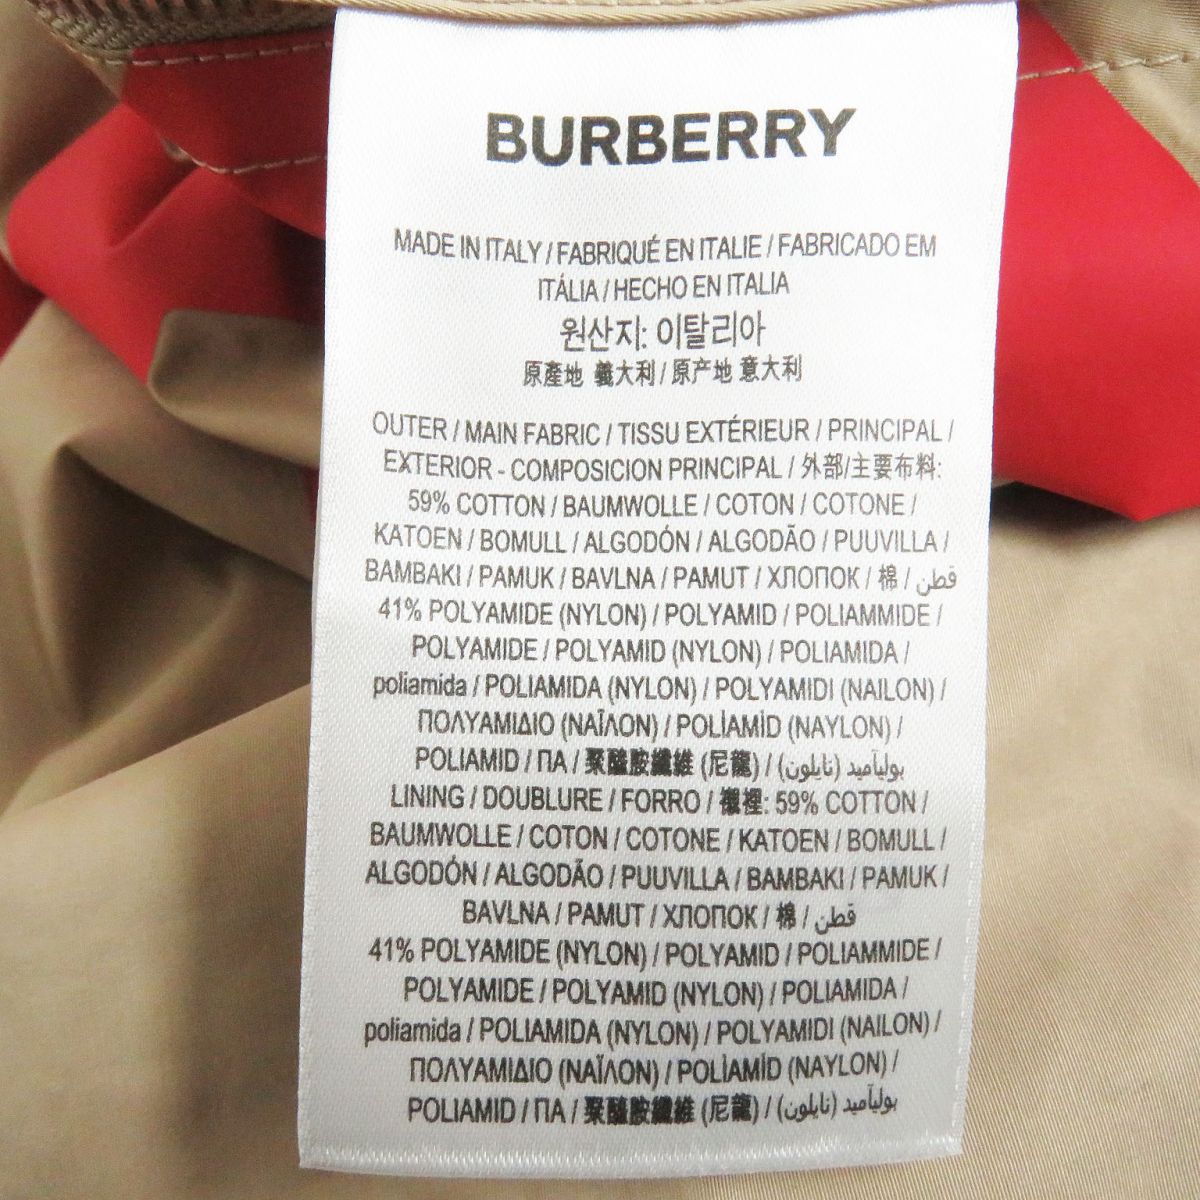 BURBERRY
MADE IN ITALY / FABRIQUÉ EN ITALIE / FABRICADO EM
ITÁLIA / HECHO EN ITALIA
원산지: 이탈리아
原產地 義大利 / 原产地 意大利
OUTER / MAIN FABRIC / TISSU EXTÉRIEUR / PRINCIPAL /
EXTERIOR - COMPOSICION PRINCIPAL / 外部/主要布料:
59% COTTON / BAUMWOLLE / COTON / COTONE /
KATOEN / BOMULL / ALGODÓN / ALGODÃO / PUUVILLA /
BAMBAKI / PAMUK / BAVLNA / PAMUT / ХЛОПОК / 棉 / قطن
41% POLYAMIDE (NYLON) / POLYAMID / POLIAMMIDE /
POLYAMIDE / POLYAMID (NYLON) / POLIAMIDA /
poliamida / POLIAMIDA (NYLON) / POLYAMIDI (NAILON) /
ΠΟΛΥΑΜΙΔΙΟ (ΝΑΪΛΟΝ) / POLİAMİD (NAYLON) /
POLIAMID / ПА / 聚醯胺纖維 (尼龍) / بولیآمید (نایلون)
LINING / DOUBLURE / FORRO / 襯裡: 59% COTTON /
BAUMWOLLE / COTON / COTONE / KATOEN / BOMULL /
ALGODÓN / ALGODÃO / PUUVILLA / BAMBAKI / PAMUK /
BAVLNA / PAMUT / ХЛОПОК / 棉 / قطن
41% POLYAMIDE (NYLON) / POLYAMID / POLIAMMIDE /
POLYAMIDE / POLYAMID (NYLON) / POLIAMIDA /
poliamida / POLIAMIDA (NYLON) / POLYAMIDI (NAILON) /
ΠΟΛΥΑΜΙΔΙΟ (ΝΑΪΛΟΝ) / POLİAMİD (NAYLON) /
POLIAMID / ПА / 聚醯胺纖維 (尼龍) / بولیآمید (نایلون)